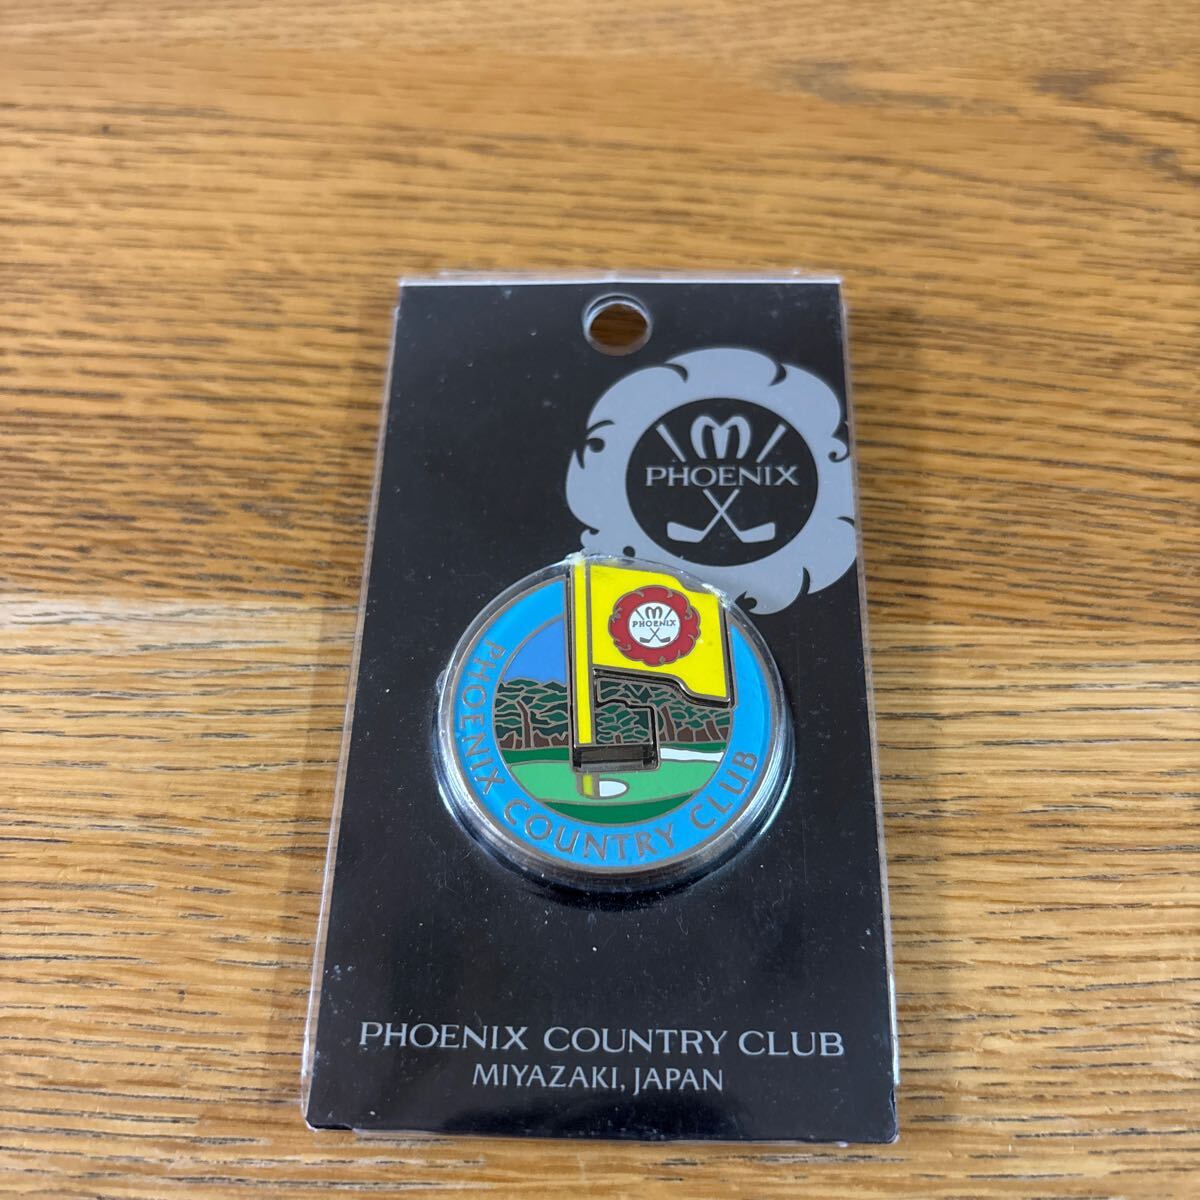 M
PHOENIX
M
PHOENIX
PHOENIX COUNTRY CLUB
PHOENIX COUNTRY CLUB
MIYAZAKI, JAPAN